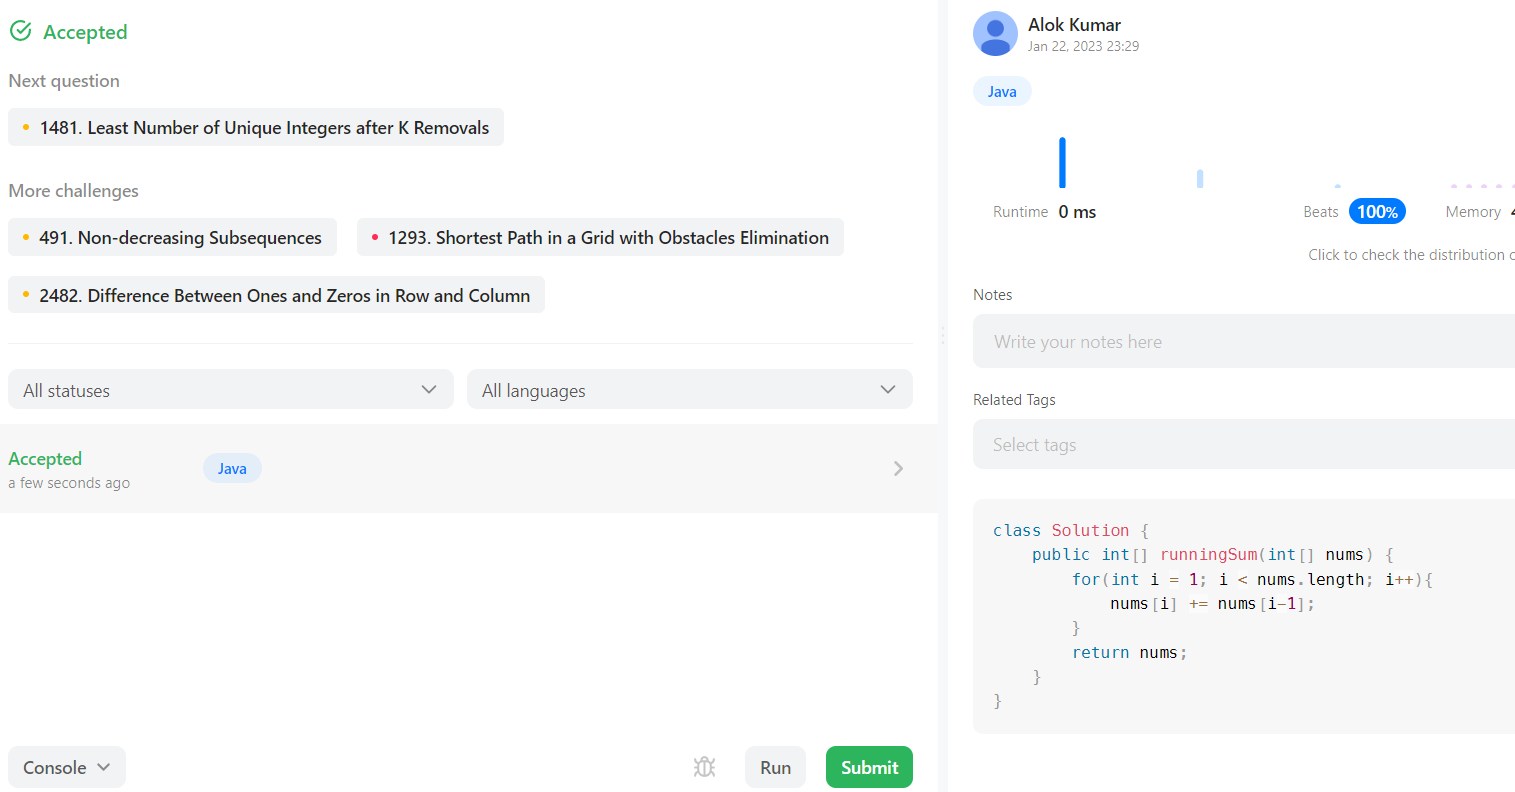 Accepted
Next question
1481. Least Number of Unique Integers after K Removals
More challenges
491. Non-decreasing Subsequences
1293. Shortest Path in a Grid with Obstacles Elimination
2482. Difference Between Ones and Zeros in Row and Column
All statuses
All languages
Accepted
a few seconds ago
Java
Console
Run
Submit
Alok Kumar
Jan 22, 2023 23:29
Java
Runtime 0 ms
Beats 100%
Memory
Click to check the distribution
Notes
Write your notes here
Related Tags
Select tags
class Solution {
    public int[] runningSum(int[] nums) {
        for(int i = 1; i < nums.length; i++){
            nums[i] += nums[i-1];
        }
        return nums;
    }
}